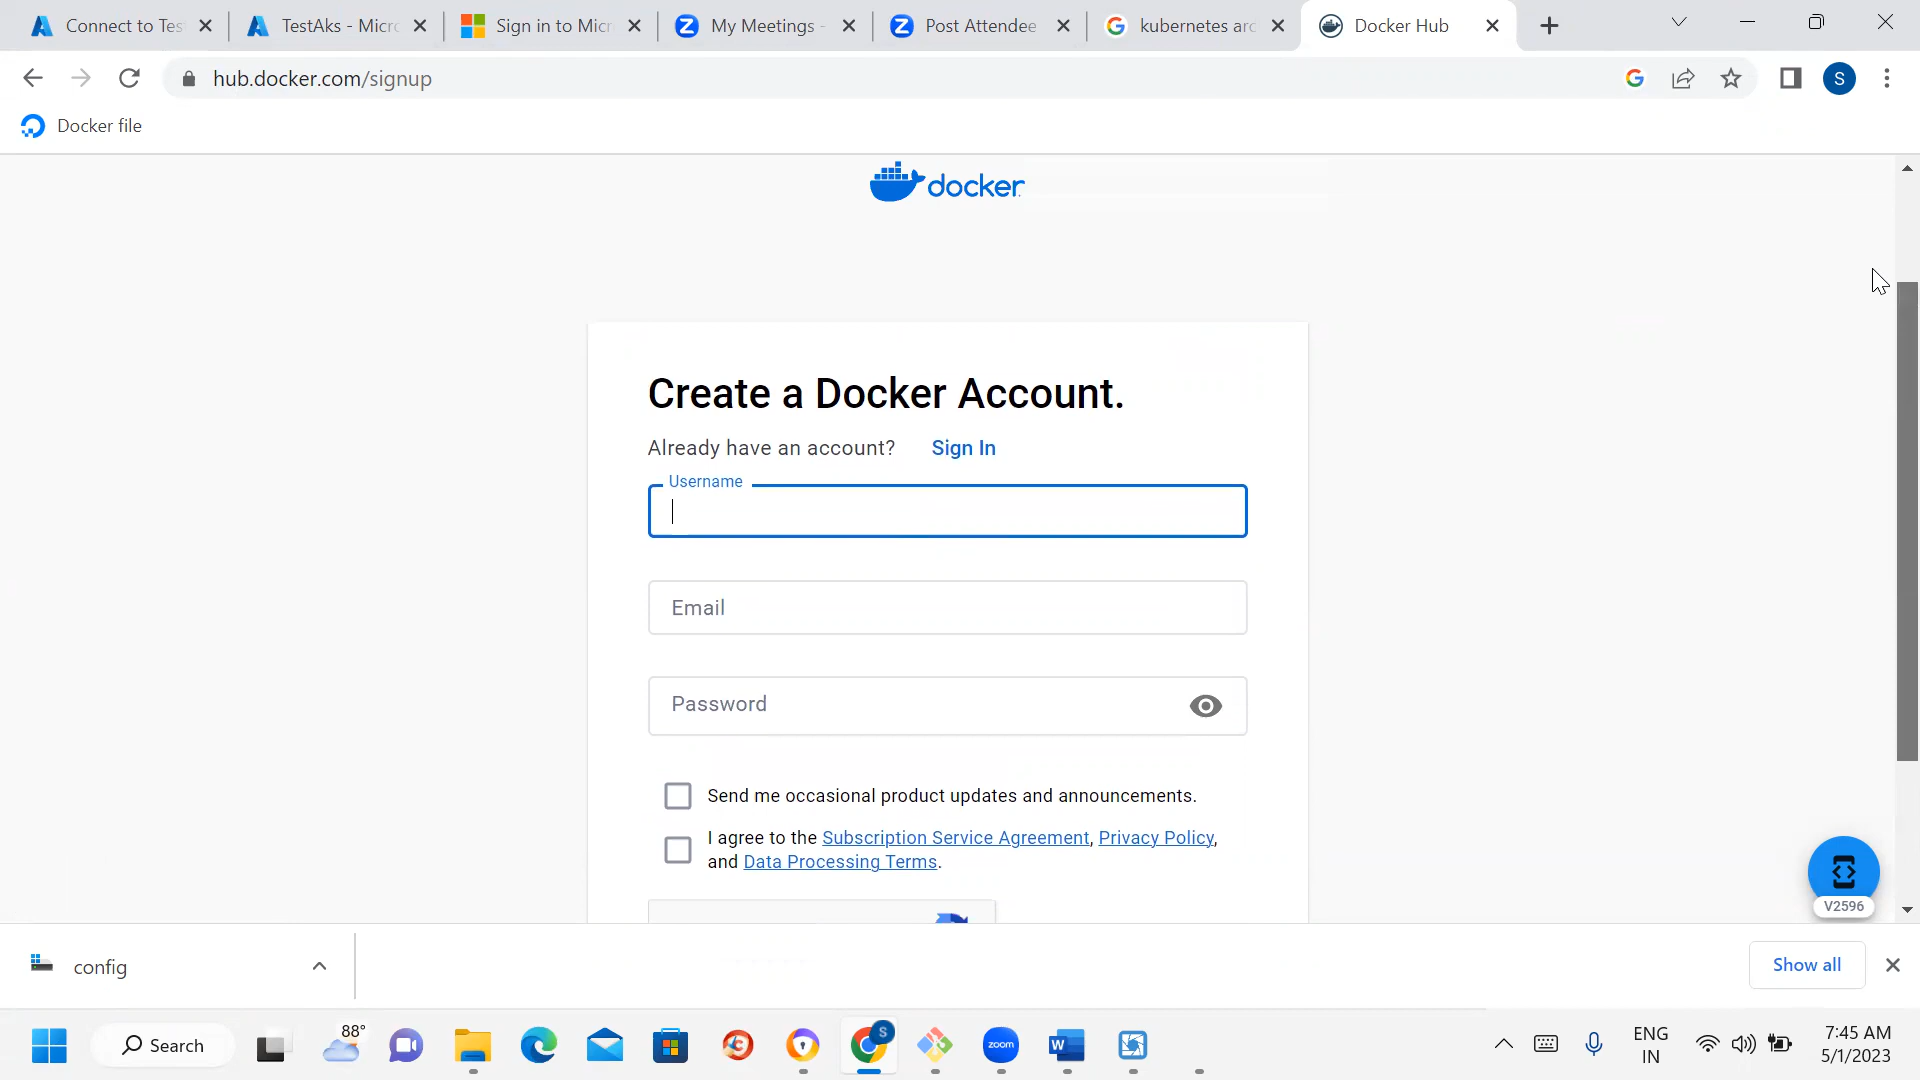 Connect to Tes
TestAks - Micro
Sign in to Micr
My Meetings -
Post Attendee
kubernetes arc
Docker Hub
hub.docker.com/signup
S
Docker file
docker
Create a Docker Account.
Already have an account? Sign In
Username
Email
Password
Send me occasional product updates and announcements.
I agree to the Subscription Service Agreement, Privacy Policy,
and Data Processing Terms.
V2596
config
Show all
Search
88°
S
zoom
W
ENG
IN
7:45 AM
5/1/2023